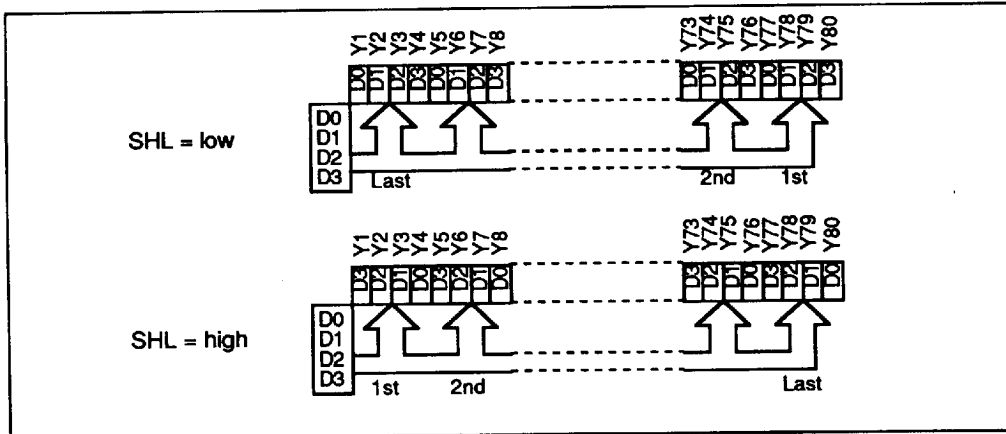 Y1 Y2 Y3 Y4 Y5 Y6 Y7 Y8 Y73 Y74 Y75 Y76 Y77 Y78 Y79 Y80
D0 D1 D2 D3 D0 D1 D2 D3 D0 D1 D2 D3 D0 D1 D2 D3
D0
D1
SHL = low
D2
D3
Last 2nd 1st
Y1 Y2 Y3 Y4 Y5 Y6 Y7 Y8 Y73 Y74 Y75 Y76 Y77 Y78 Y79 Y80
D3 D2 D1 D0 D3 D2 D1 D0 D3 D2 D1 D0 D3 D2 D1 D0
D0
D1
SHL = high
D2
D3
1st 2nd Last